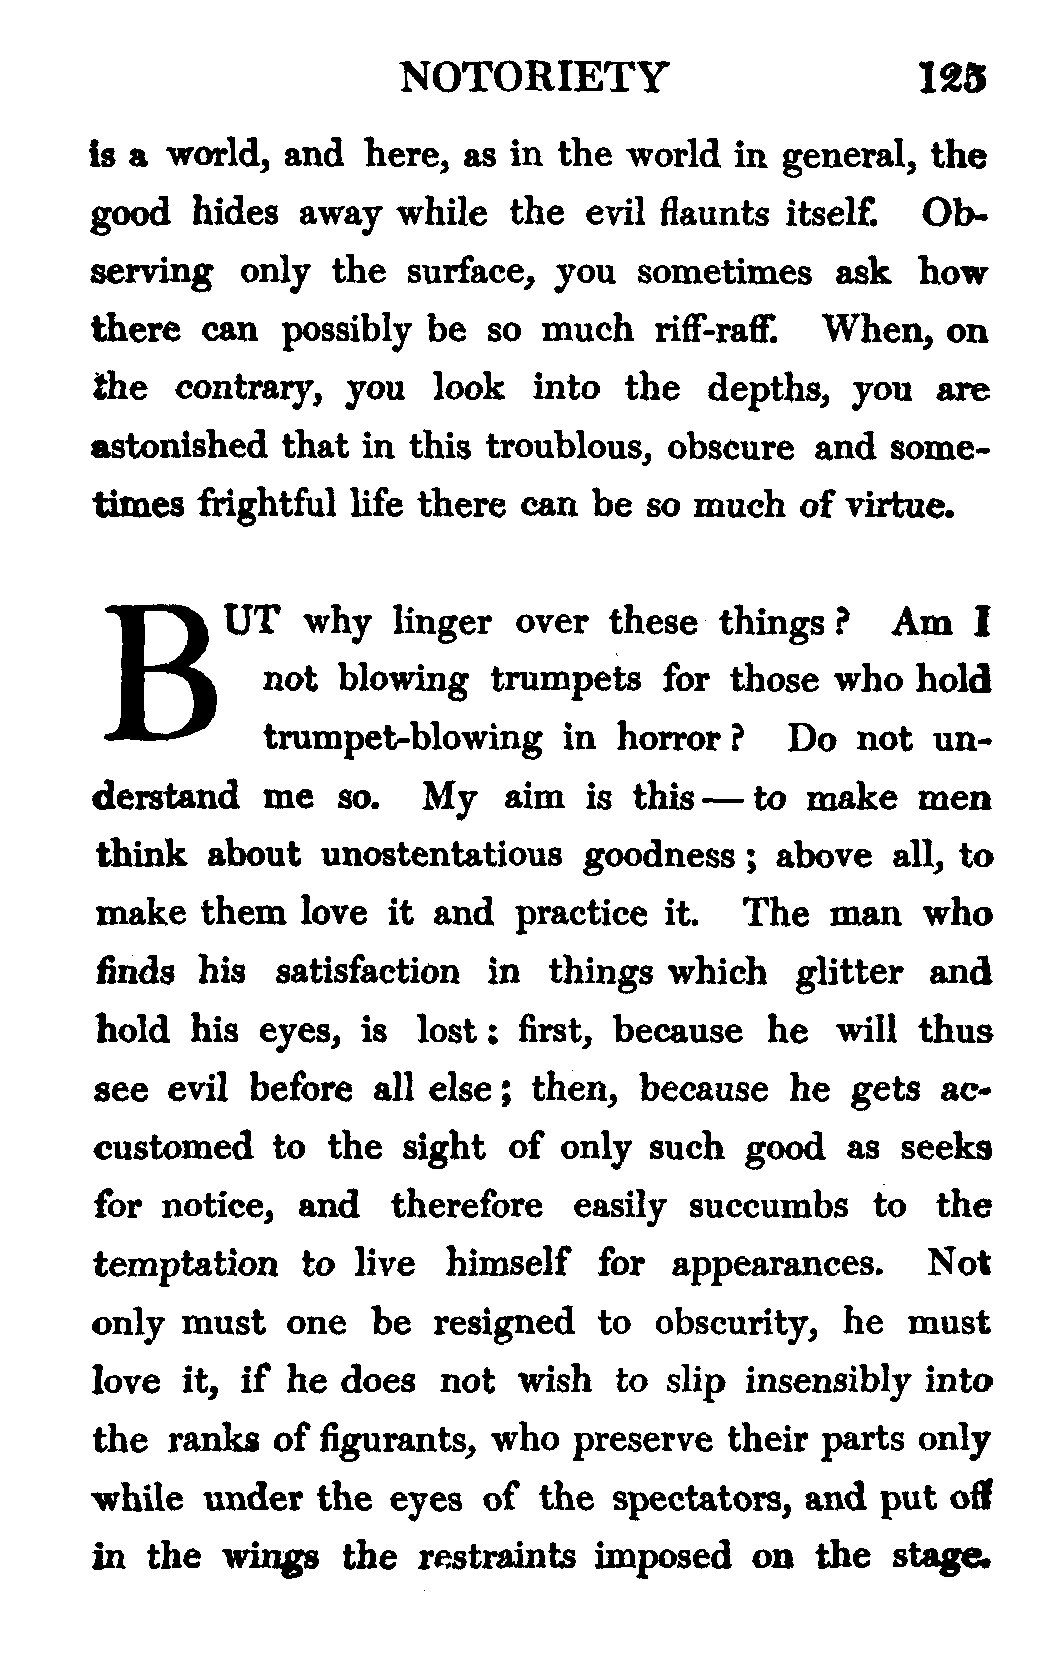 NOTORIETY 125
is a world, and here, as in the world in general, the
good hides away while the evil flaunts itself. Ob-
serving only the surface, you sometimes ask how
there can possibly be so much riff-raff. When, on
the contrary, you look into the depths, you are
astonished that in this troublous, obscure and some-
times frightful life there can be so much of virtue.
BUT why linger over these things? Am I
not blowing trumpets for those who hold
trumpet-blowing in horror? Do not un-
derstand me so. My aim is this — to make men
think about unostentatious goodness; above all, to
make them love it and practice it. The man who
finds his satisfaction in things which glitter and
hold his eyes, is lost: first, because he will thus
see evil before all else; then, because he gets ac-
customed to the sight of only such good as seeks
for notice, and therefore easily succumbs to the
temptation to live himself for appearances. Not
only must one be resigned to obscurity, he must
love it, if he does not wish to slip insensibly into
the ranks of figurants, who preserve their parts only
while under the eyes of the spectators, and put off
in the wings the restraints imposed on the stage.